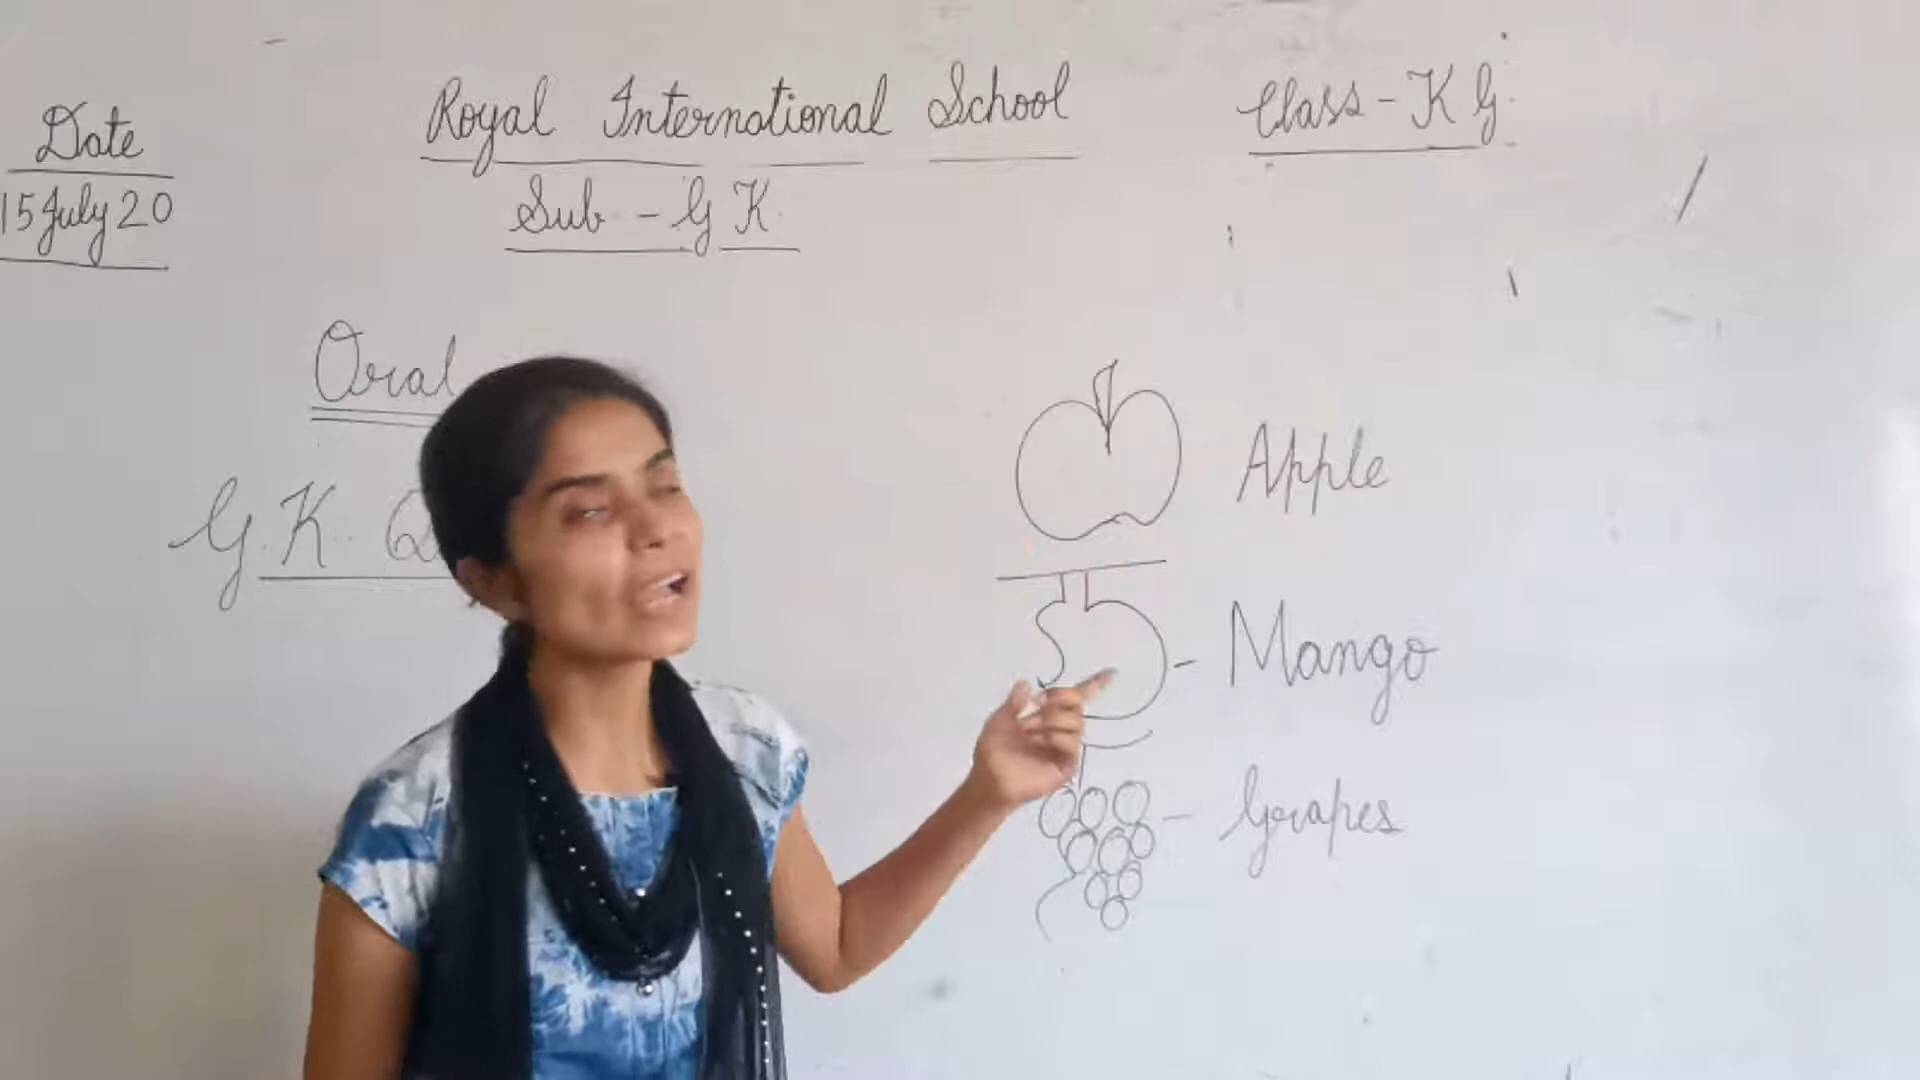 Date
15 July 20
Royal International School
Sub - G K
Class - K G
Oral
G.K. Q
Apple
- Mango
- Grapes